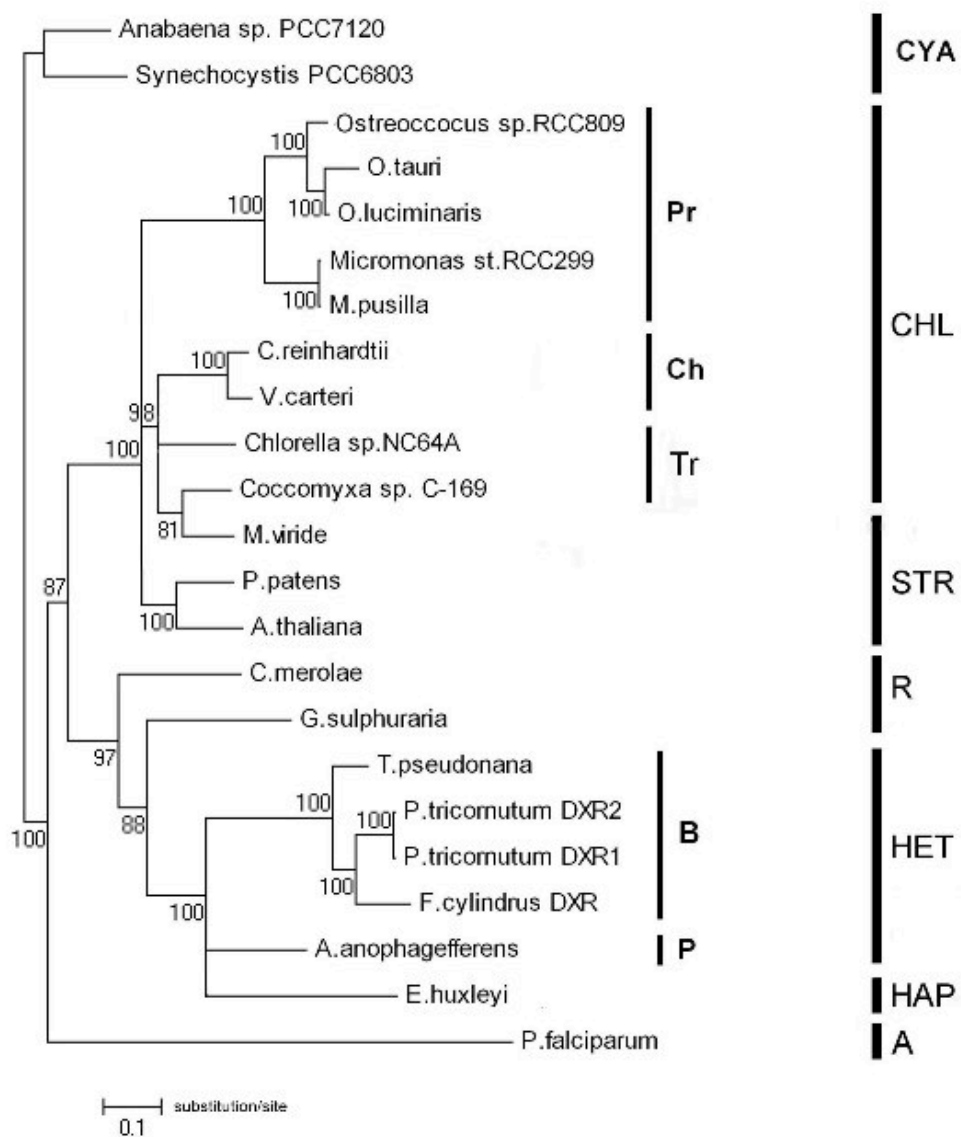 Anabaena sp. PCC7120
Synechocystis PCC6803
CYA
Ostreoccocus sp.RCC809
100
O.tauri
100
100
O.luciminaris
Pr
Micromonas st.RCC299
100
M.pusilla
CHL
C.reinhardtii
100
Ch
V.carteri
98
100
Chlorella sp.NC64A
Tr
Coccomyxa sp. C-169
81
M.viride
87
P.patens
STR
100
A.thaliana
C.merolae
R
G.sulphuraria
97
T.pseudonana
100
P.tricornutum DXR2
100
B
88
100
P.tricornutum DXR1
HET
100
F.cylindrus DXR
100
A.anophagefferens
P
E.huxleyi
HAP
P.falciparum
A
substitution/site
0.1